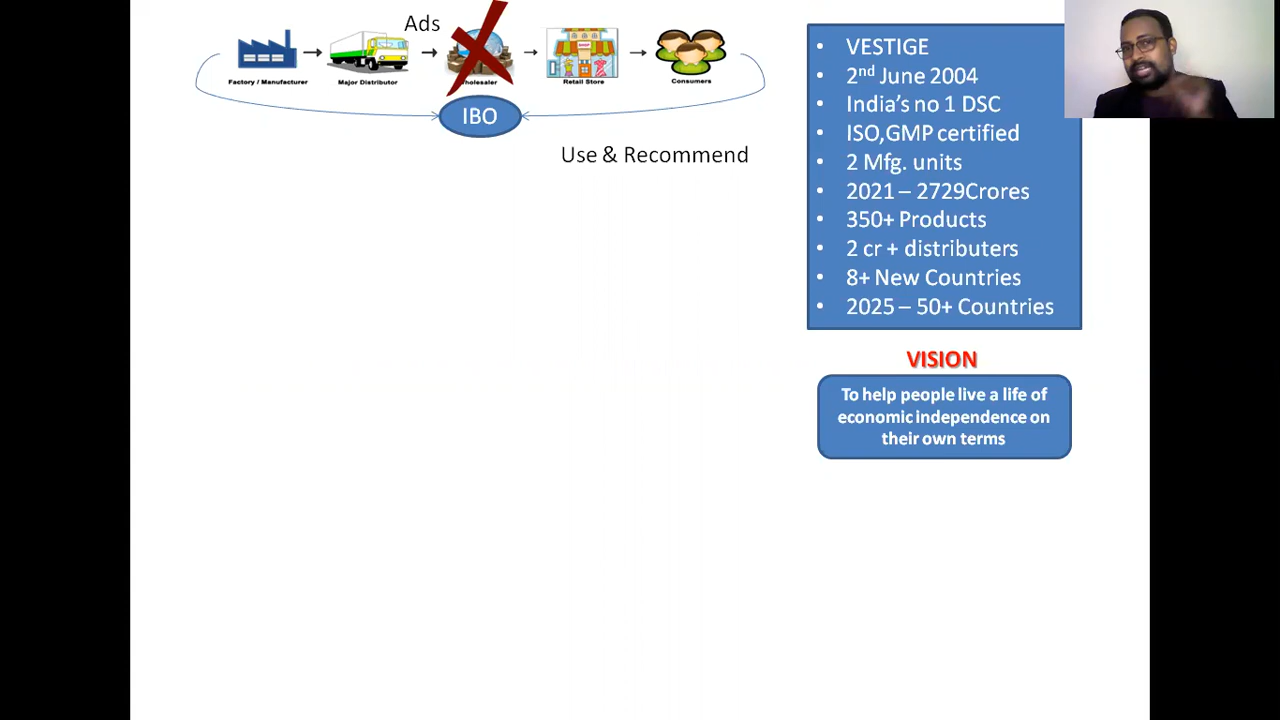 Ads
Factory / Manufacturer
Major Distributor
Wholesaler
Retail Store
Consumers
IBO
Use & Recommend
• VESTIGE
• 2nd June 2004
• India's no 1 DSC
• ISO,GMP certified
• 2 Mfg. units
• 2021 – 2729Crores
• 350+ Products
• 2 cr + distributers
• 8+ New Countries
• 2025 – 50+ Countries
VISION
To help people live a life of
economic independence on
their own terms